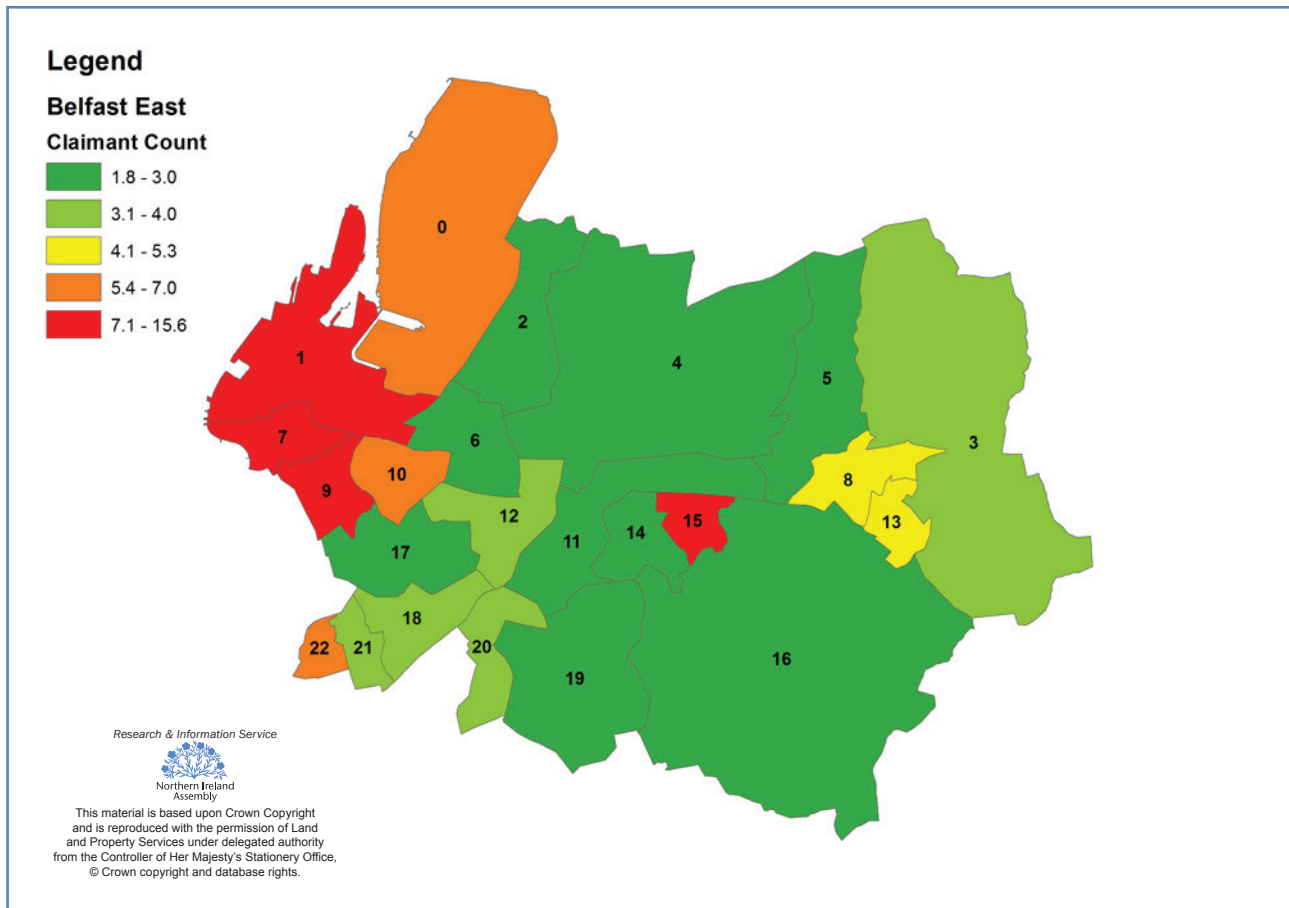 Legend
Belfast East
Claimant Count
1.8 - 3.0
3.1 - 4.0
4.1 - 5.3
5.4 - 7.0
7.1 - 15.6
0
1
2
4
5
3
7
6
10
9
8
12
15
13
14
11
17
18
22
21
20
19
16
Research & Information Service
Northern Ireland
Assembly
This material is based upon Crown Copyright
and is reproduced with the permission of Land
and Property Services under delegated authority
from the Controller of Her Majesty's Stationery Office,
© Crown copyright and database rights.